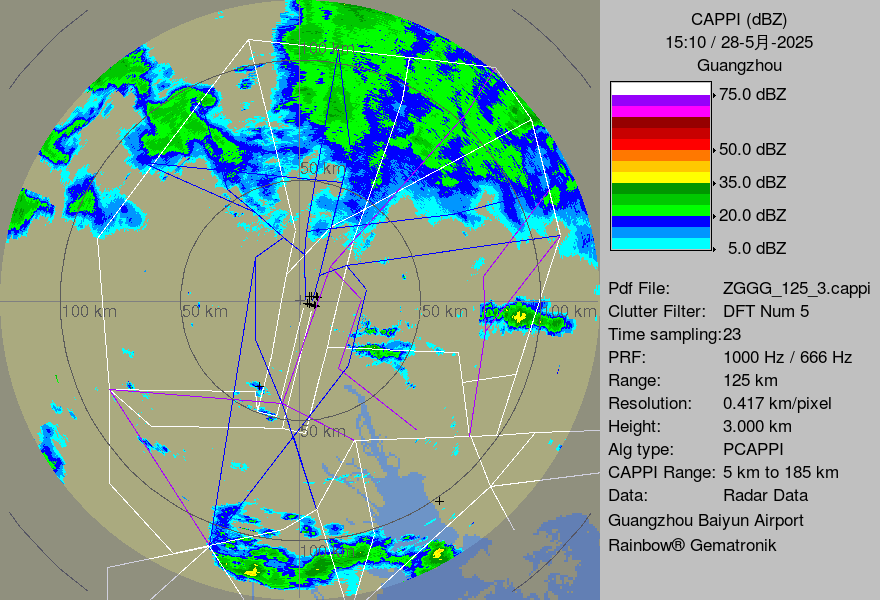 CAPPI (dBZ)
15:10 / 28-5月-2025
Guangzhou
75.0 dBZ
50.0 dBZ
35.0 dBZ
20.0 dBZ
5.0 dBZ
100 km
50 km
100 km
50 km
50 km
100 km
50 km
100 km
Pdf File: ZGGG_125_3.cappi
Clutter Filter: DFT Num 5
Time sampling:23
PRF: 1000 Hz / 666 Hz
Range: 125 km
Resolution: 0.417 km/pixel
Height: 3.000 km
Alg type: PCAPPI
CAPPI Range: 5 km to 185 km
Data: Radar Data
Guangzhou Baiyun Airport
Rainbow® Gematronik